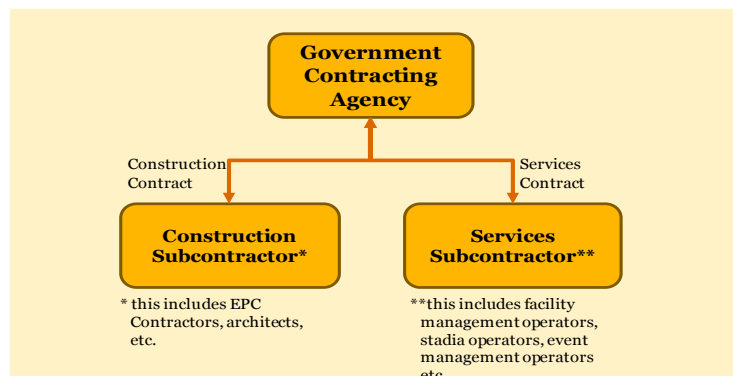 Government
Contracting
Agency
Construction
Contract
Services
Contract
Construction
Subcontractor*
Services
Subcontractor**
* this includes EPC
Contractors, architects,
etc.
**this includes facility
management operators,
stadia operators, event
management operators
etc